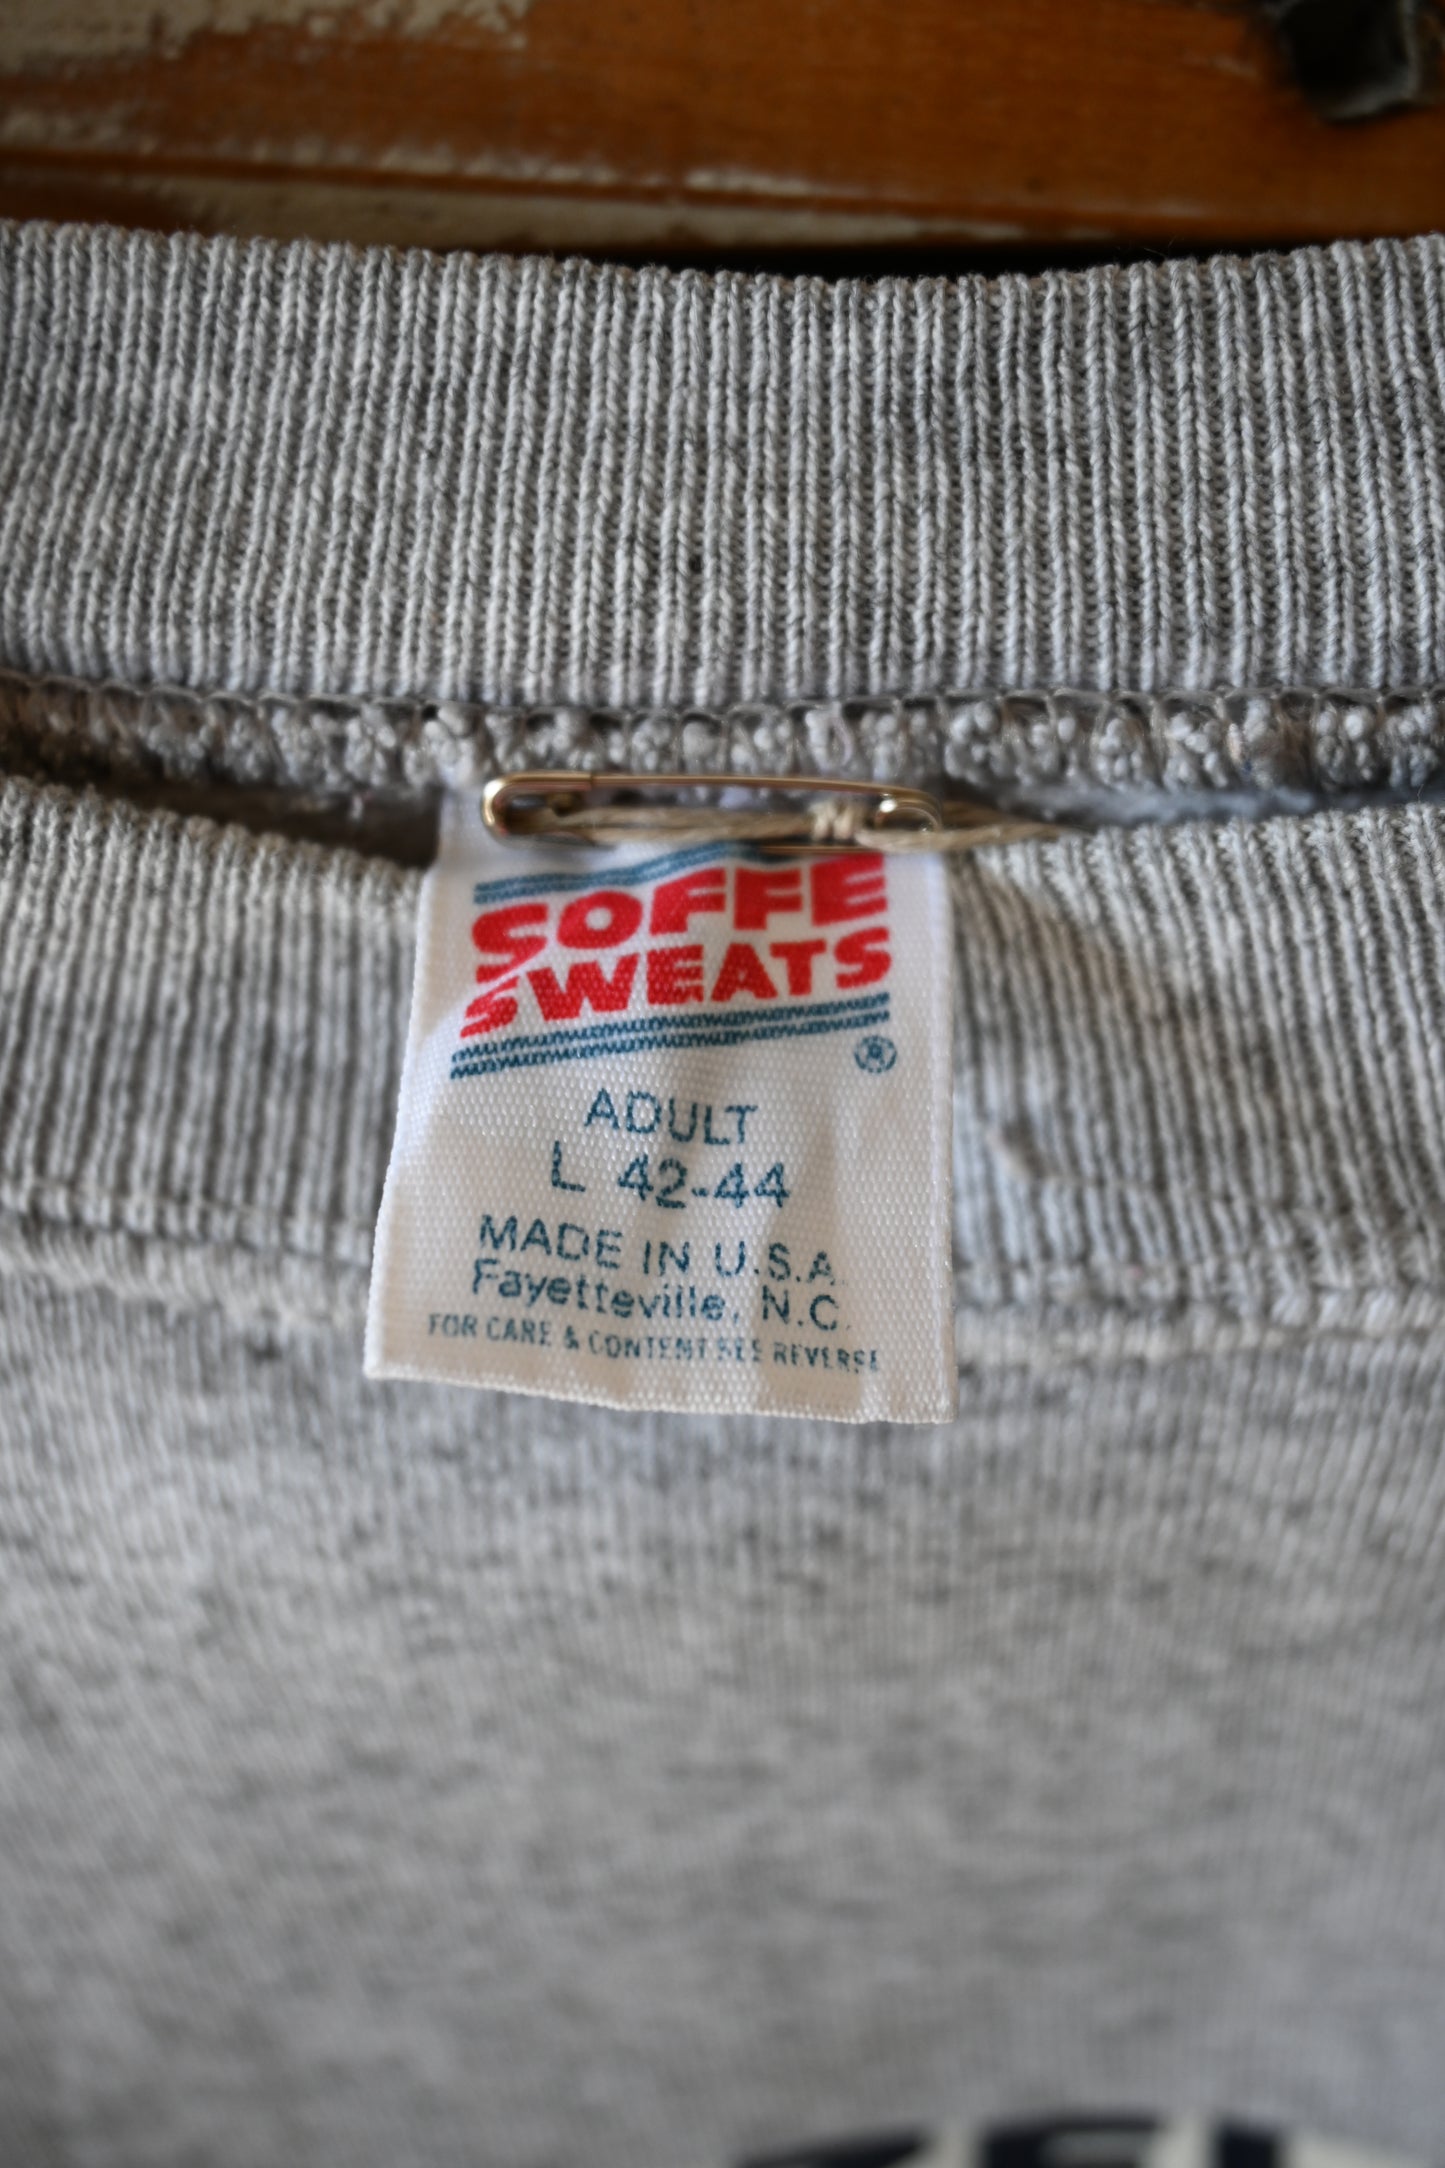 SOFFE
SWEATS
®
ADULT
L 42-44
MADE IN U.S.A.
Fayetteville, N.C.
FOR CARE & CONTENT SEE REVERSE